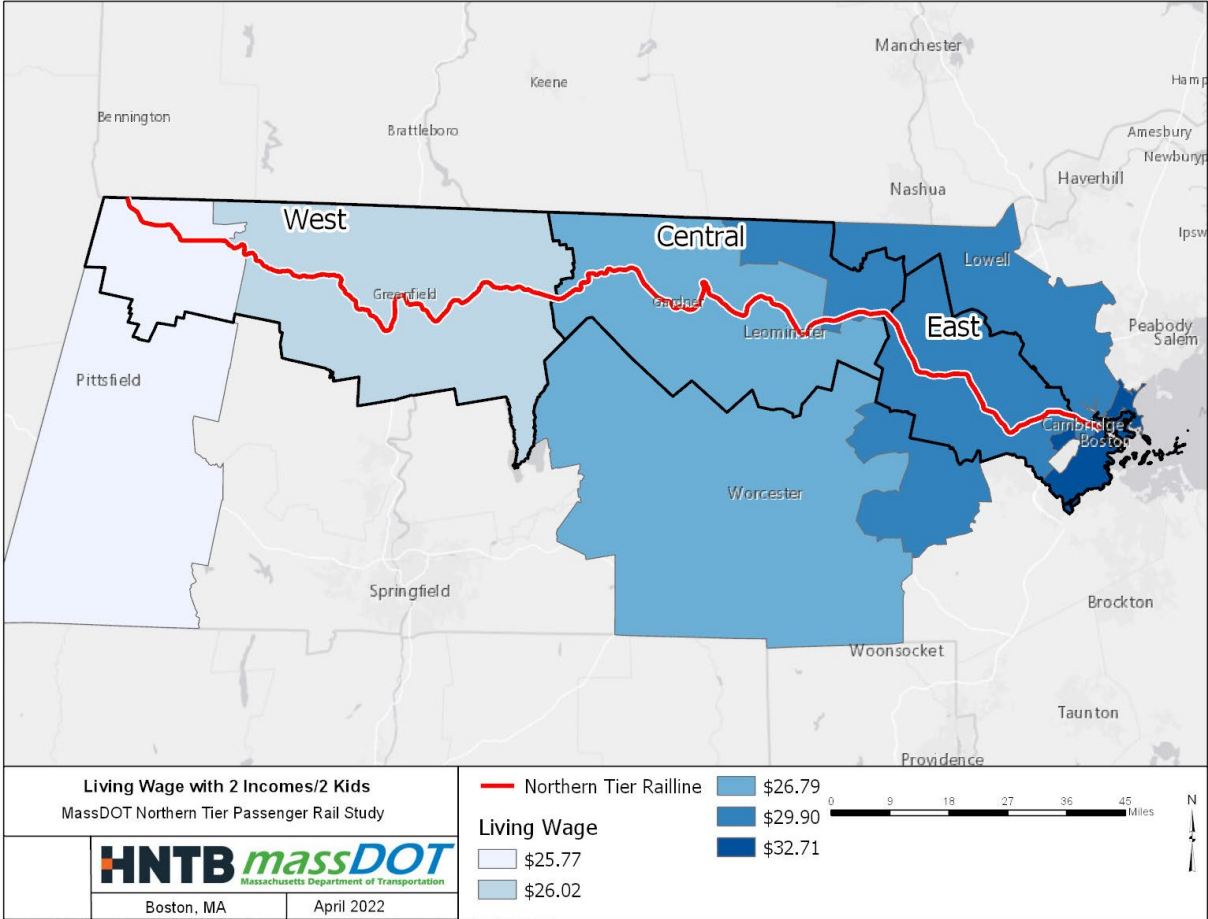 Manchester
Keene
Hamp
Bennington
Brattleboro
Amesbury
Newburyp
Haverhill
Nashua
West
Central
Ipsw
Lowell
Greenfield
Gardner
Leominster
East
Peabody
Salem
Pittsfield
Cambridge
Boston
Worcester
Springfield
Brockton
Woonsocket
Taunton
Providence
Living Wage with 2 Incomes/2 Kids
MassDOT Northern Tier Passenger Rail Study
HNTB massDOT
Massachusetts Department of Transportation
Boston, MA April 2022
Northern Tier Railline
Living Wage
$25.77
$26.02
$26.79
$29.90
$32.71
0 9 18 27 36 45
Miles
N